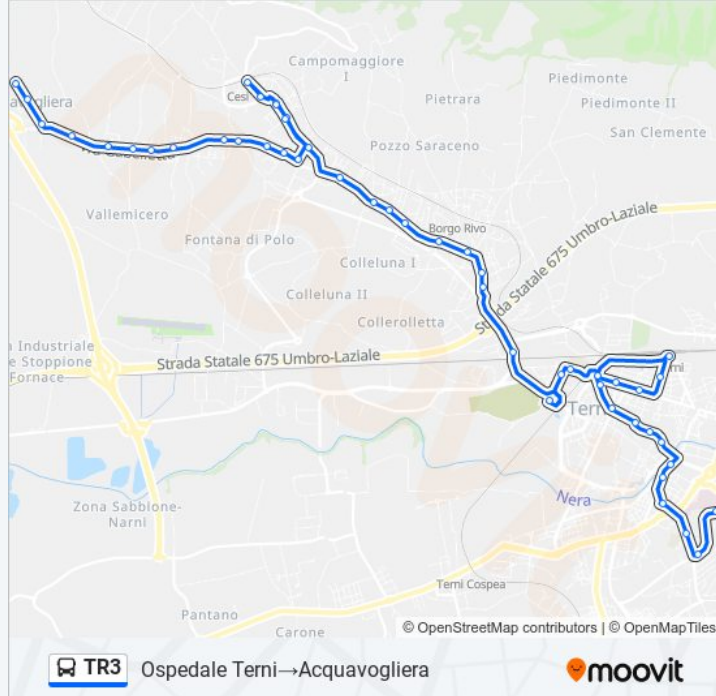 Campomaggiore
I
Cesi
Piedimonte
Piedimonte II
Pietrara
San Clemente
Pozzo Saraceno
Vallemicero
Borgo Rivo
Fontana di Polo
Colleluna I
Colleluna II
Strada Statale 675 Umbro-Laziale
Collerolletta
a Industriale
e Stoppione
Fornace
Strada Statale 675 Umbro-Laziale
Terni
Zona Sabbione-
Narni
Nera
Terni Cospea
Pantano
Carone
© OpenStreetMap contributors | © OpenMapTiles
TR3 Ospedale Terni→Acquavogliera
moovit